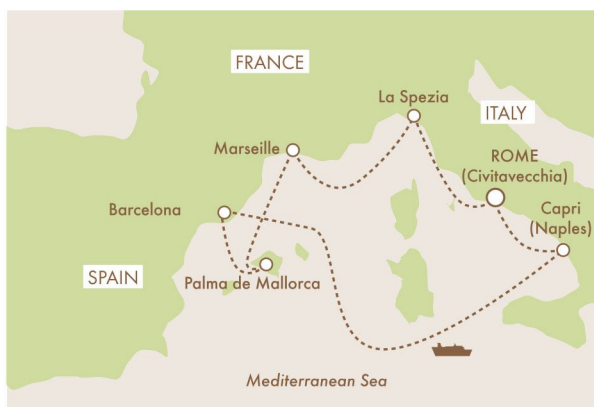 FRANCE
La Spezia
ITALY
Marseille
ROME
(Civitavecchia)
Barcelona
Capri
(Naples)
SPAIN
Palma de Mallorca
Mediterranean Sea